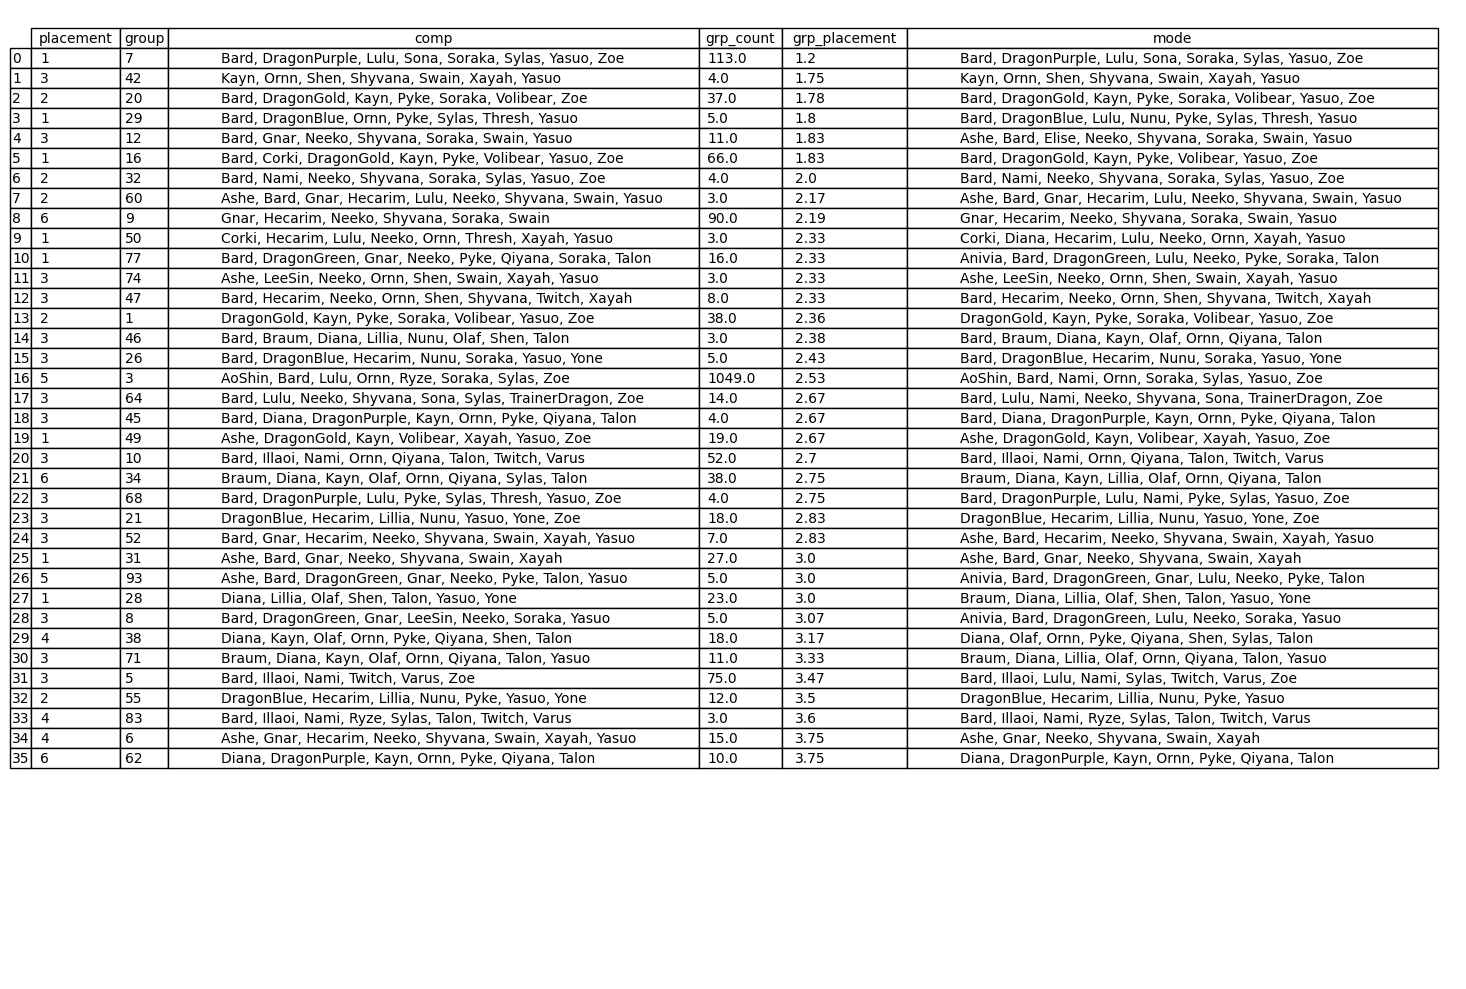 placement group comp grp_count grp_placement mode
0 1 7 Bard, DragonPurple, Lulu, Sona, Soraka, Sylas, Yasuo, Zoe 113.0 1.2 Bard, DragonPurple, Lulu, Sona, Soraka, Sylas, Yasuo, Zoe
1 3 42 Kayn, Ornn, Shen, Shyvana, Swain, Xayah, Yasuo 4.0 1.75 Kayn, Ornn, Shen, Shyvana, Swain, Xayah, Yasuo
2 2 20 Bard, DragonGold, Kayn, Pyke, Soraka, Volibear, Zoe 37.0 1.78 Bard, DragonGold, Kayn, Pyke, Soraka, Volibear, Yasuo, Zoe
3 1 29 Bard, DragonBlue, Ornn, Pyke, Sylas, Thresh, Yasuo 5.0 1.8 Bard, DragonBlue, Lulu, Nunu, Pyke, Sylas, Thresh, Yasuo
4 3 12 Bard, Gnar, Neeko, Shyvana, Soraka, Swain, Yasuo 11.0 1.83 Ashe, Bard, Elise, Neeko, Shyvana, Soraka, Swain, Yasuo
5 1 16 Bard, Corki, DragonGold, Kayn, Pyke, Volibear, Yasuo, Zoe 66.0 1.83 Bard, DragonGold, Kayn, Pyke, Volibear, Yasuo, Zoe
6 2 32 Bard, Nami, Neeko, Shyvana, Soraka, Sylas, Yasuo, Zoe 4.0 2.0 Bard, Nami, Neeko, Shyvana, Soraka, Sylas, Yasuo, Zoe
7 2 60 Ashe, Bard, Gnar, Hecarim, Lulu, Neeko, Shyvana, Swain, Yasuo 3.0 2.17 Ashe, Bard, Gnar, Hecarim, Lulu, Neeko, Shyvana, Swain, Yasuo
8 6 9 Gnar, Hecarim, Neeko, Shyvana, Soraka, Swain 90.0 2.19 Gnar, Hecarim, Neeko, Shyvana, Soraka, Swain, Yasuo
9 1 50 Corki, Hecarim, Lulu, Neeko, Ornn, Thresh, Xayah, Yasuo 3.0 2.33 Corki, Diana, Hecarim, Lulu, Neeko, Ornn, Xayah, Yasuo
10 1 77 Bard, DragonGreen, Gnar, Neeko, Pyke, Qiyana, Soraka, Talon 16.0 2.33 Anivia, Bard, DragonGreen, Lulu, Neeko, Pyke, Soraka, Talon
11 3 74 Ashe, LeeSin, Neeko, Ornn, Shen, Swain, Xayah, Yasuo 3.0 2.33 Ashe, LeeSin, Neeko, Ornn, Shen, Swain, Xayah, Yasuo
12 3 47 Bard, Hecarim, Neeko, Ornn, Shen, Shyvana, Twitch, Xayah 8.0 2.33 Bard, Hecarim, Neeko, Ornn, Shen, Shyvana, Twitch, Xayah
13 2 1 DragonGold, Kayn, Pyke, Soraka, Volibear, Yasuo, Zoe 38.0 2.36 DragonGold, Kayn, Pyke, Soraka, Volibear, Yasuo, Zoe
14 3 46 Bard, Braum, Diana, Lillia, Nunu, Olaf, Shen, Talon 3.0 2.38 Bard, Braum, Diana, Kayn, Olaf, Ornn, Qiyana, Talon
15 3 26 Bard, DragonBlue, Hecarim, Nunu, Soraka, Yasuo, Yone 5.0 2.43 Bard, DragonBlue, Hecarim, Nunu, Soraka, Yasuo, Yone
16 5 3 AoShin, Bard, Lulu, Ornn, Ryze, Soraka, Sylas, Zoe 1049.0 2.53 AoShin, Bard, Nami, Ornn, Soraka, Sylas, Yasuo, Zoe
17 3 64 Bard, Lulu, Neeko, Shyvana, Sona, Sylas, TrainerDragon, Zoe 14.0 2.67 Bard, Lulu, Nami, Neeko, Shyvana, Sona, TrainerDragon, Zoe
18 3 45 Bard, Diana, DragonPurple, Kayn, Ornn, Pyke, Qiyana, Talon 4.0 2.67 Bard, Diana, DragonPurple, Kayn, Ornn, Pyke, Qiyana, Talon
19 1 49 Ashe, DragonGold, Kayn, Volibear, Xayah, Yasuo, Zoe 19.0 2.67 Ashe, DragonGold, Kayn, Volibear, Xayah, Yasuo, Zoe
20 3 10 Bard, Illaoi, Nami, Ornn, Qiyana, Talon, Twitch, Varus 52.0 2.7 Bard, Illaoi, Nami, Ornn, Qiyana, Talon, Twitch, Varus
21 6 34 Braum, Diana, Kayn, Olaf, Ornn, Qiyana, Sylas, Talon 38.0 2.75 Braum, Diana, Kayn, Lillia, Olaf, Ornn, Qiyana, Talon
22 3 68 Bard, DragonPurple, Lulu, Pyke, Sylas, Thresh, Yasuo, Zoe 4.0 2.75 Bard, DragonPurple, Lulu, Nami, Pyke, Sylas, Yasuo, Zoe
23 3 21 DragonBlue, Hecarim, Lillia, Nunu, Yasuo, Yone, Zoe 18.0 2.83 DragonBlue, Hecarim, Lillia, Nunu, Yasuo, Yone, Zoe
24 3 52 Bard, Gnar, Hecarim, Neeko, Shyvana, Swain, Xayah, Yasuo 7.0 2.83 Ashe, Bard, Hecarim, Neeko, Shyvana, Swain, Xayah, Yasuo
25 1 31 Ashe, Bard, Gnar, Neeko, Shyvana, Swain, Xayah 27.0 3.0 Ashe, Bard, Gnar, Neeko, Shyvana, Swain, Xayah
26 5 93 Ashe, Bard, DragonGreen, Gnar, Neeko, Pyke, Talon, Yasuo 5.0 3.0 Anivia, Bard, DragonGreen, Gnar, Lulu, Neeko, Pyke, Talon
27 1 28 Diana, Lillia, Olaf, Shen, Talon, Yasuo, Yone 23.0 3.0 Braum, Diana, Lillia, Olaf, Shen, Talon, Yasuo, Yone
28 3 8 Bard, DragonGreen, Gnar, LeeSin, Neeko, Soraka, Yasuo 5.0 3.07 Anivia, Bard, DragonGreen, Lulu, Neeko, Soraka, Yasuo
29 4 38 Diana, Kayn, Olaf, Ornn, Pyke, Qiyana, Shen, Talon 18.0 3.17 Diana, Olaf, Ornn, Pyke, Qiyana, Shen, Sylas, Talon
30 3 71 Braum, Diana, Kayn, Olaf, Ornn, Qiyana, Talon, Yasuo 11.0 3.33 Braum, Diana, Lillia, Olaf, Ornn, Qiyana, Talon, Yasuo
31 3 5 Bard, Illaoi, Nami, Twitch, Varus, Zoe 75.0 3.47 Bard, Illaoi, Lulu, Nami, Sylas, Twitch, Varus, Zoe
32 2 55 DragonBlue, Hecarim, Lillia, Nunu, Pyke, Yasuo, Yone 12.0 3.5 DragonBlue, Hecarim, Lillia, Nunu, Pyke, Yasuo
33 4 83 Bard, Illaoi, Nami, Ryze, Sylas, Talon, Twitch, Varus 3.0 3.6 Bard, Illaoi, Nami, Ryze, Sylas, Talon, Twitch, Varus
34 4 6 Ashe, Gnar, Hecarim, Neeko, Shyvana, Swain, Xayah, Yasuo 15.0 3.75 Ashe, Gnar, Neeko, Shyvana, Swain, Xayah
35 6 62 Diana, DragonPurple, Kayn, Ornn, Pyke, Qiyana, Talon 10.0 3.75 Diana, DragonPurple, Kayn, Ornn, Pyke, Qiyana, Talon